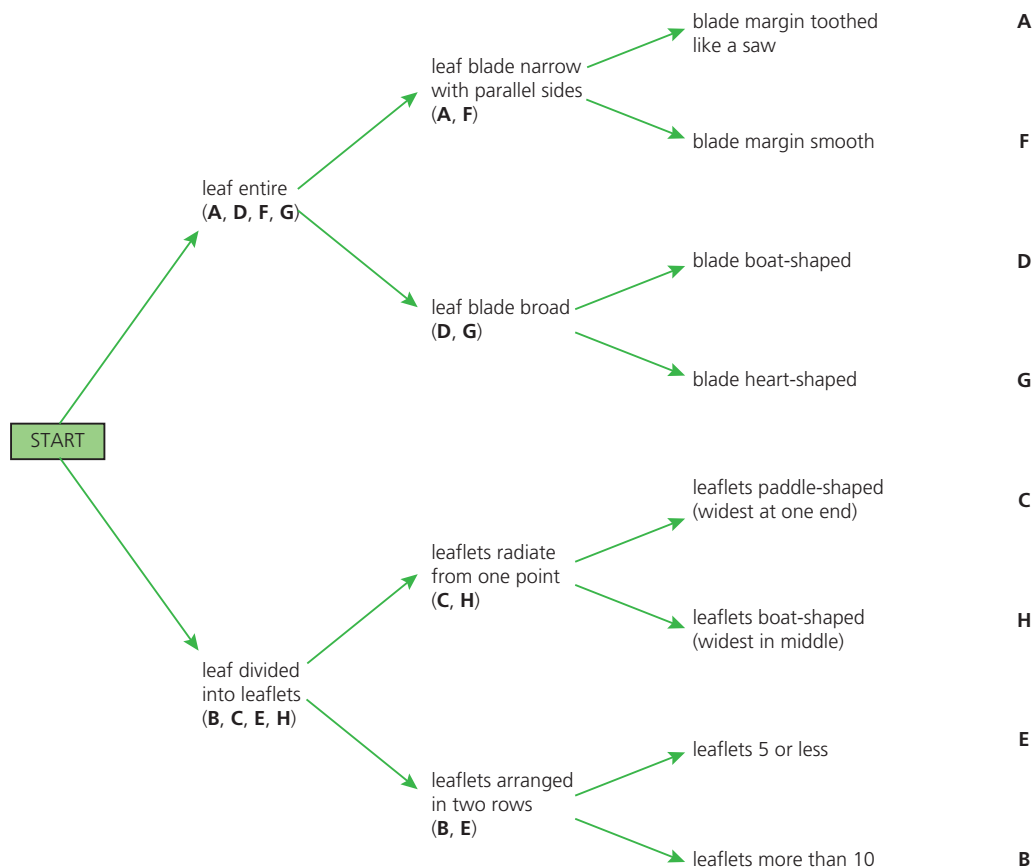 blade margin toothed
like a saw
A
leaf blade narrow
with parallel sides
(A, F)
blade margin smooth
F
leaf entire
(A, D, F, G)
blade boat-shaped
D
leaf blade broad
(D, G)
blade heart-shaped
G
START
leaflets paddle-shaped
(widest at one end)
C
leaflets radiate
from one point
(C, H)
leaflets boat-shaped
(widest in middle)
H
leaf divided
into leaflets
(B, C, E, H)
leaflets 5 or less
E
leaflets arranged
in two rows
(B, E)
leaflets more than 10
B